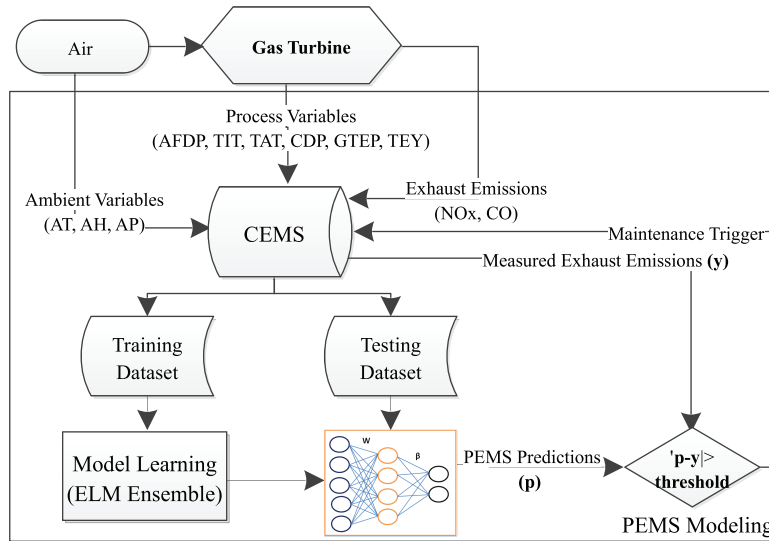 Air
Gas Turbine
Process Variables
(AFDP, TIT, TAT, CDP, GTEP, TEY)
Ambient Variables
(AT, AH, AP)
Exhaust Emissions
(NOx, CO)
CEMS
Maintenance Trigger
Measured Exhaust Emissions (y)
Training
Dataset
Testing
Dataset
Model Learning
(ELM Ensemble)
W
β
PEMS Predictions
(p)
'p-y|>
threshold
PEMS Modeling